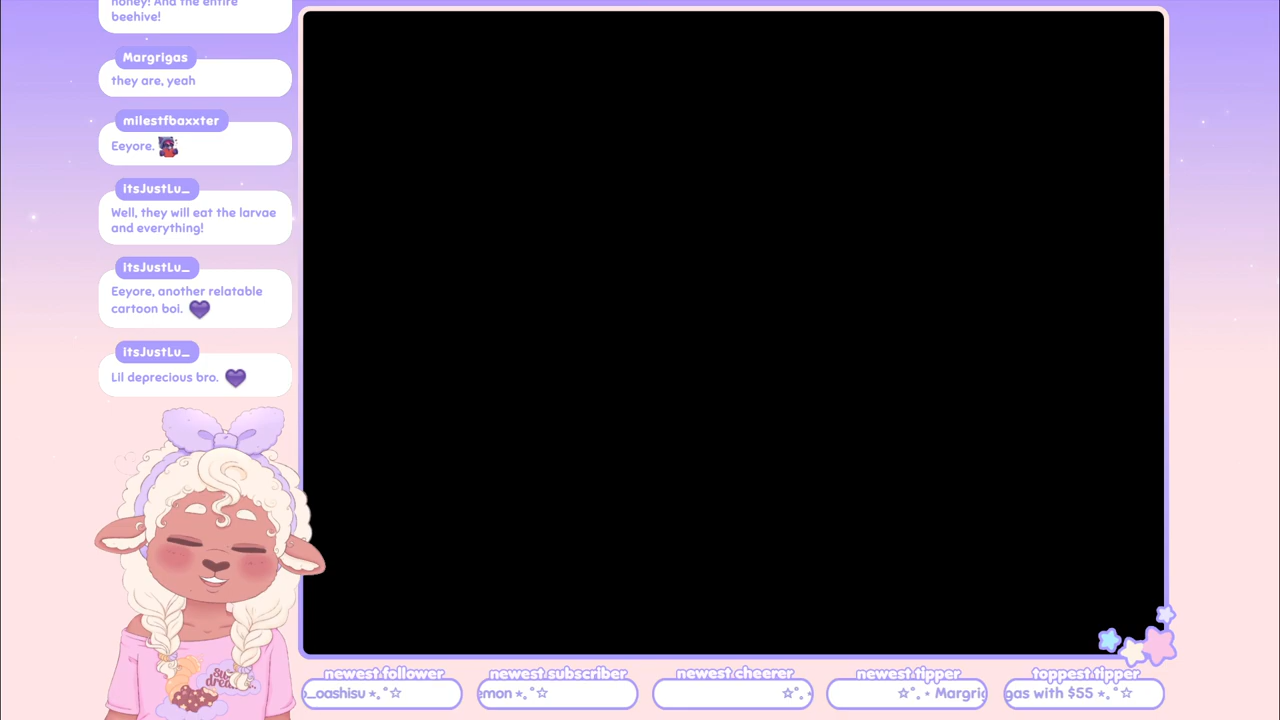 honey! And the entire
beehive!
Margrigas
they are, yeah
milestfbaxxter
Eeyore.
itsJustLu_
Well, they will eat the larvae
and everything!
itsJustLu_
Eeyore, another relatable
cartoon boi.
itsJustLu_
Lil deprecious bro.
newest follower
_oashisu ⋆.˚☆
newest subscriber
emon ⋆.˚☆
newest cheerer
☆˚.⋆
newest tipper
☆˚.⋆ Margrig
toppest tipper
gas with $55 ⋆.˚☆